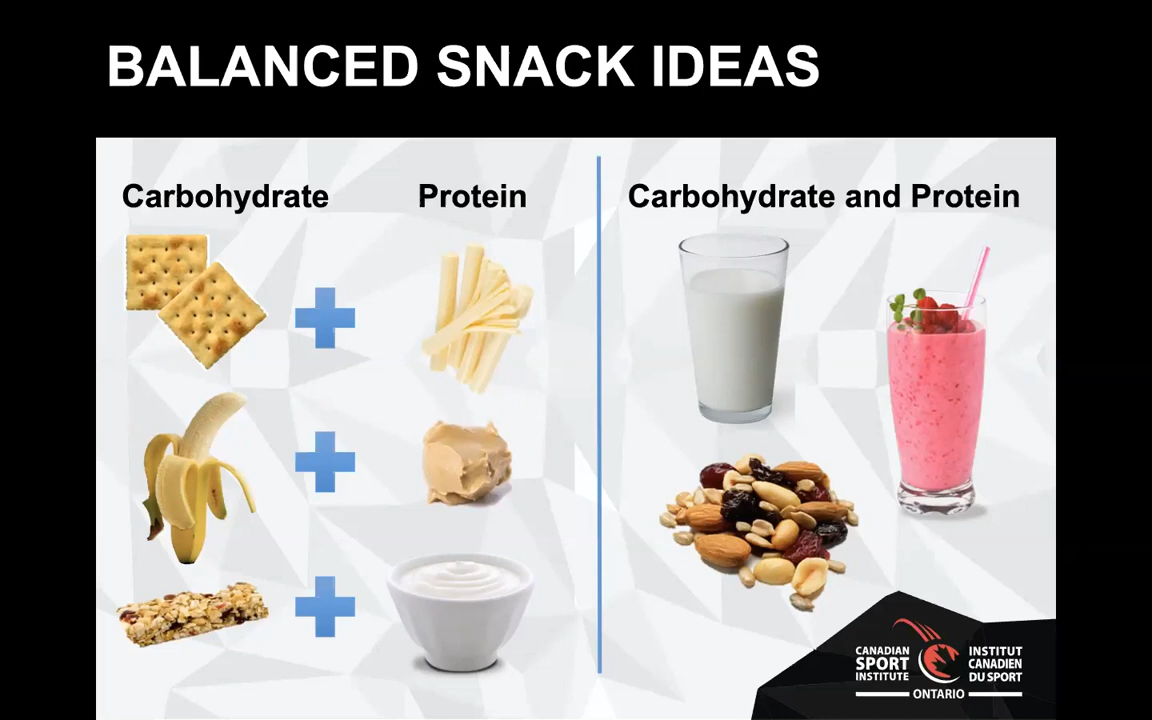 BALANCED SNACK IDEAS
Carbohydrate
Protein
Carbohydrate and Protein
CANADIAN
SPORT
INSTITUTE
INSTITUT
CANADIEN
DU SPORT
ONTARIO